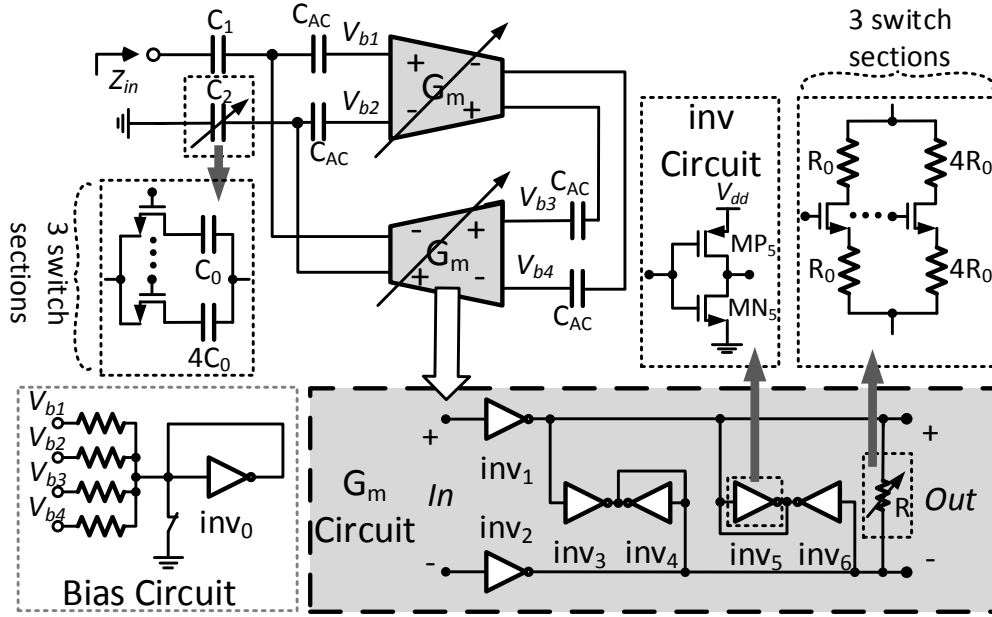 C1
CAC
Vb1
Zin
+
-
Gm
C2
Vb2
-
+
CAC
3 switch
sections
inv
Circuit
Vdd
MP5
MN5
R0
4R0
R0
4R0
CAC
Vb3
-
+
Gm
Vb4
+
-
CAC
3 switch
sections
C0
4C0
Vb1
Vb2
Vb3
Vb4
inv0
Bias Circuit
+
inv1
Gm
Circuit
In
inv2
-
inv3
inv4
inv5
inv6
R
+
Out
-